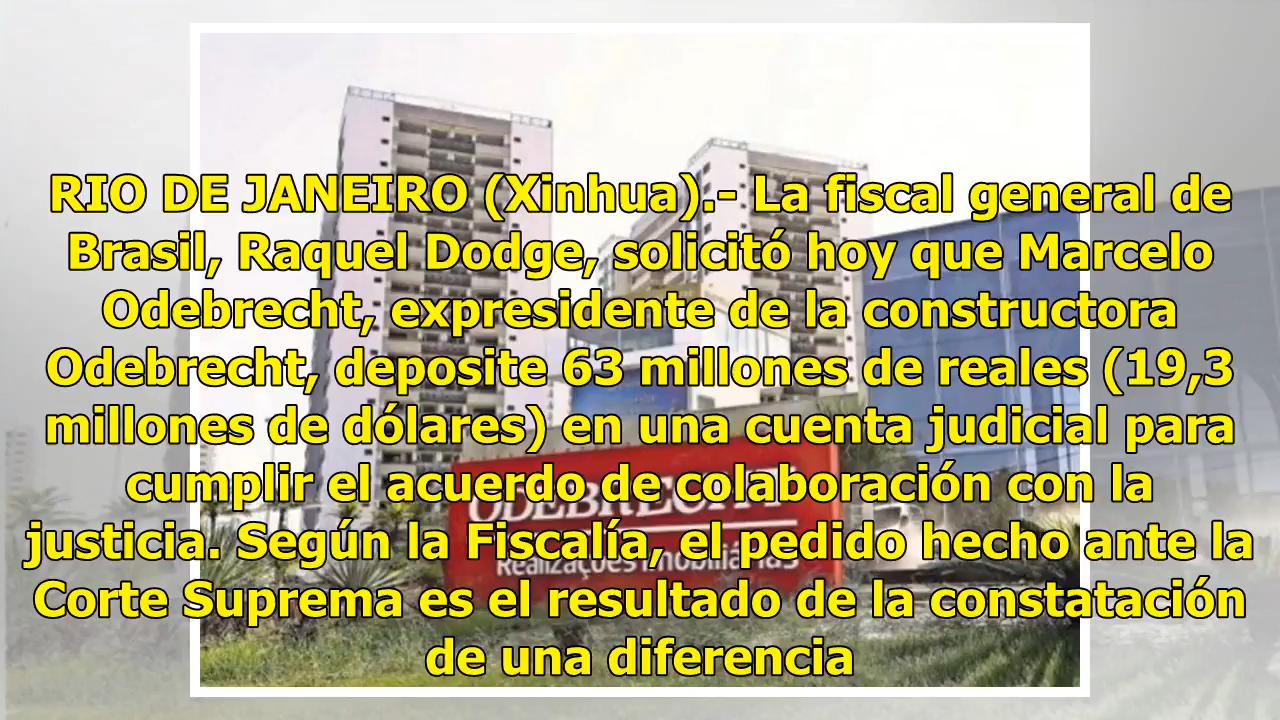 RIO DE JANEIRO (Xinhua).- La fiscal general de
Brasil, Raquel Dodge, solicitó hoy que Marcelo
Odebrecht, expresidente de la constructora
Odebrecht, deposite 63 millones de reales (19,3
millones de dólares) en una cuenta judicial para
cumplir el acuerdo de colaboración con la
justicia. Según la Fiscalía, el pedido hecho ante la
Corte Suprema es el resultado de la constatación
de una diferencia
ODEBRECHT
Realizações Imobiliárias